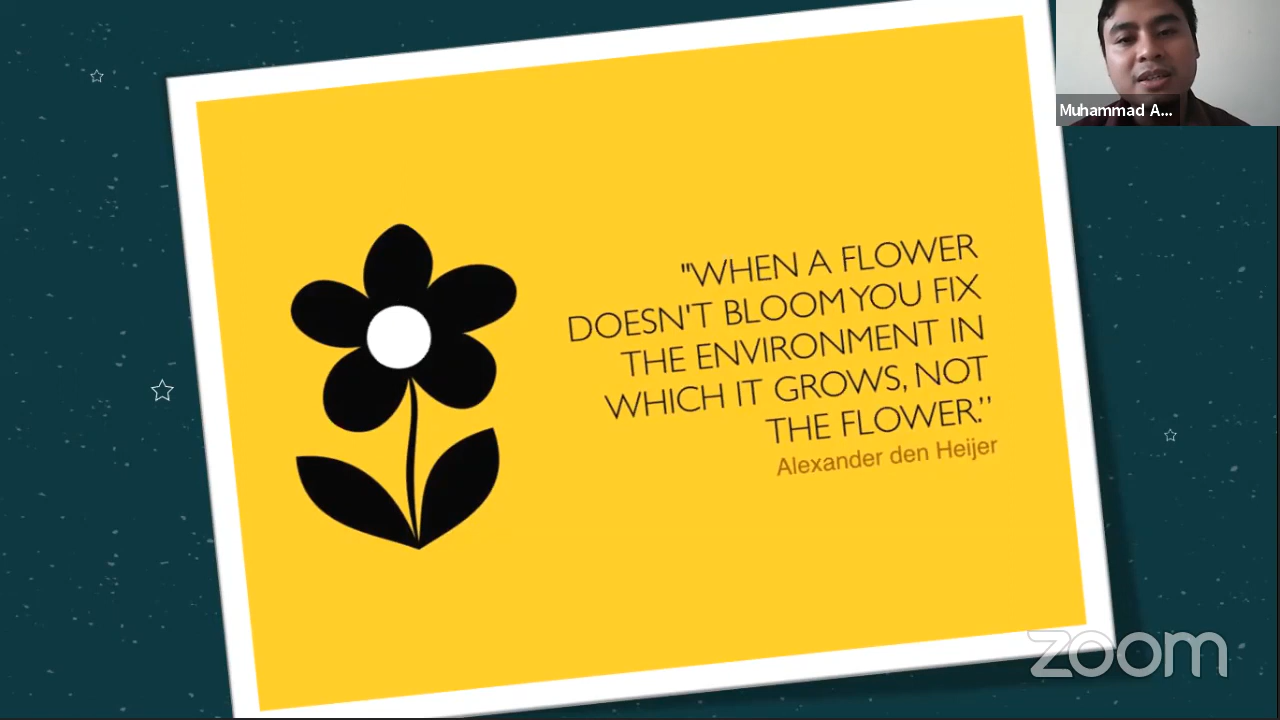 Muhammad A...
"WHEN A FLOWER
DOESN'T BLOOM YOU FIX
THE ENVIRONMENT IN
WHICH IT GROWS, NOT
THE FLOWER.”
Alexander den Heijer
zoom